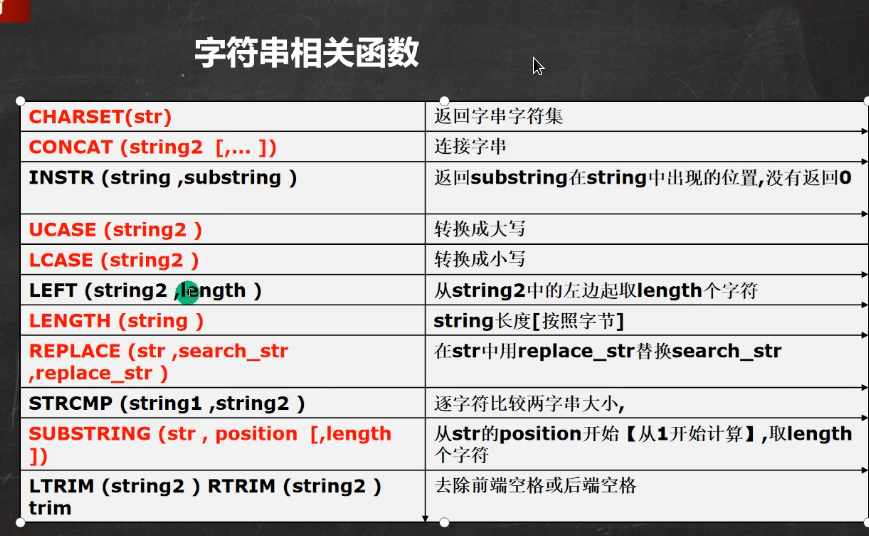 字符串相关函数
CHARSET(str)
返回字串字符集
CONCAT (string2 [,... ])
连接字串
INSTR (string ,substring )
返回substring在string中出现的位置,没有返回0
UCASE (string2 )
转换成大写
LCASE (string2 )
转换成小写
LEFT (string2 ,length )
从string2中的左边起取length个字符
LENGTH (string )
string长度[按照字节]
REPLACE (str ,search_str
,replace_str )
在str中用replace_str替换search_str
STRCMP (string1 ,string2 )
逐字符比较两字串大小,
SUBSTRING (str , position [,length
])
从str的position开始【从1开始计算】,取length
个字符
LTRIM (string2 ) RTRIM (string2 )
trim
去除前端空格或后端空格